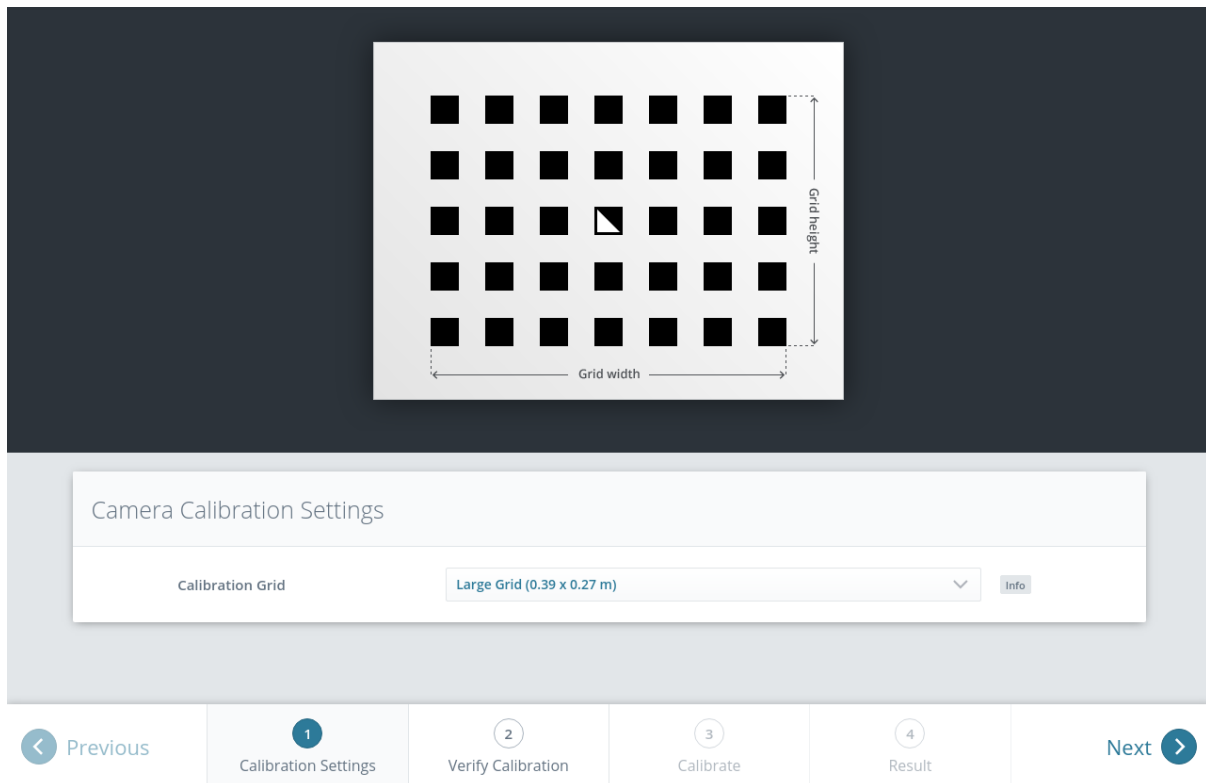 Grid height
Grid width
Camera Calibration Settings
Calibration Grid
Large Grid (0.39 x 0.27 m)
Info
Previous
1
Calibration Settings
2
Verify Calibration
3
Calibrate
4
Result
Next